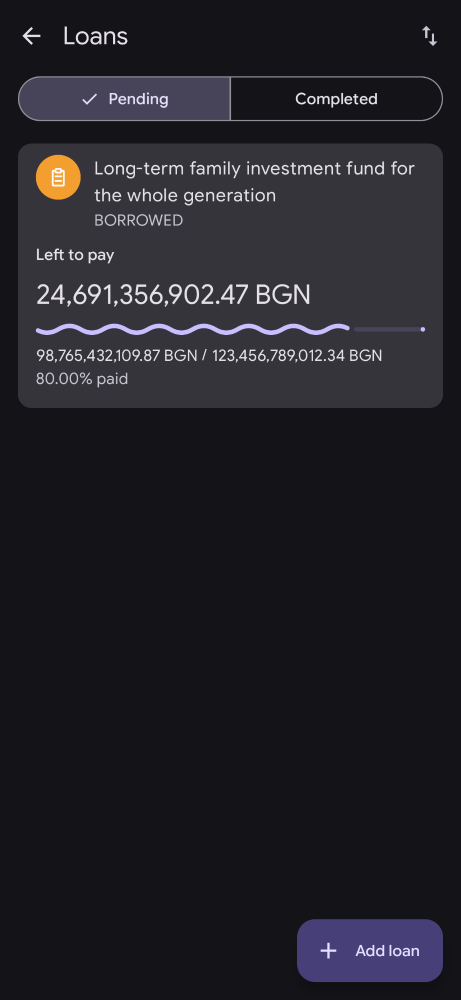 Loans
Pending
Completed
Long-term family investment fund for
the whole generation
BORROWED
Left to pay
24,691,356,902.47 BGN
98,765,432,109.87 BGN / 123,456,789,012.34 BGN
80.00% paid
Add loan